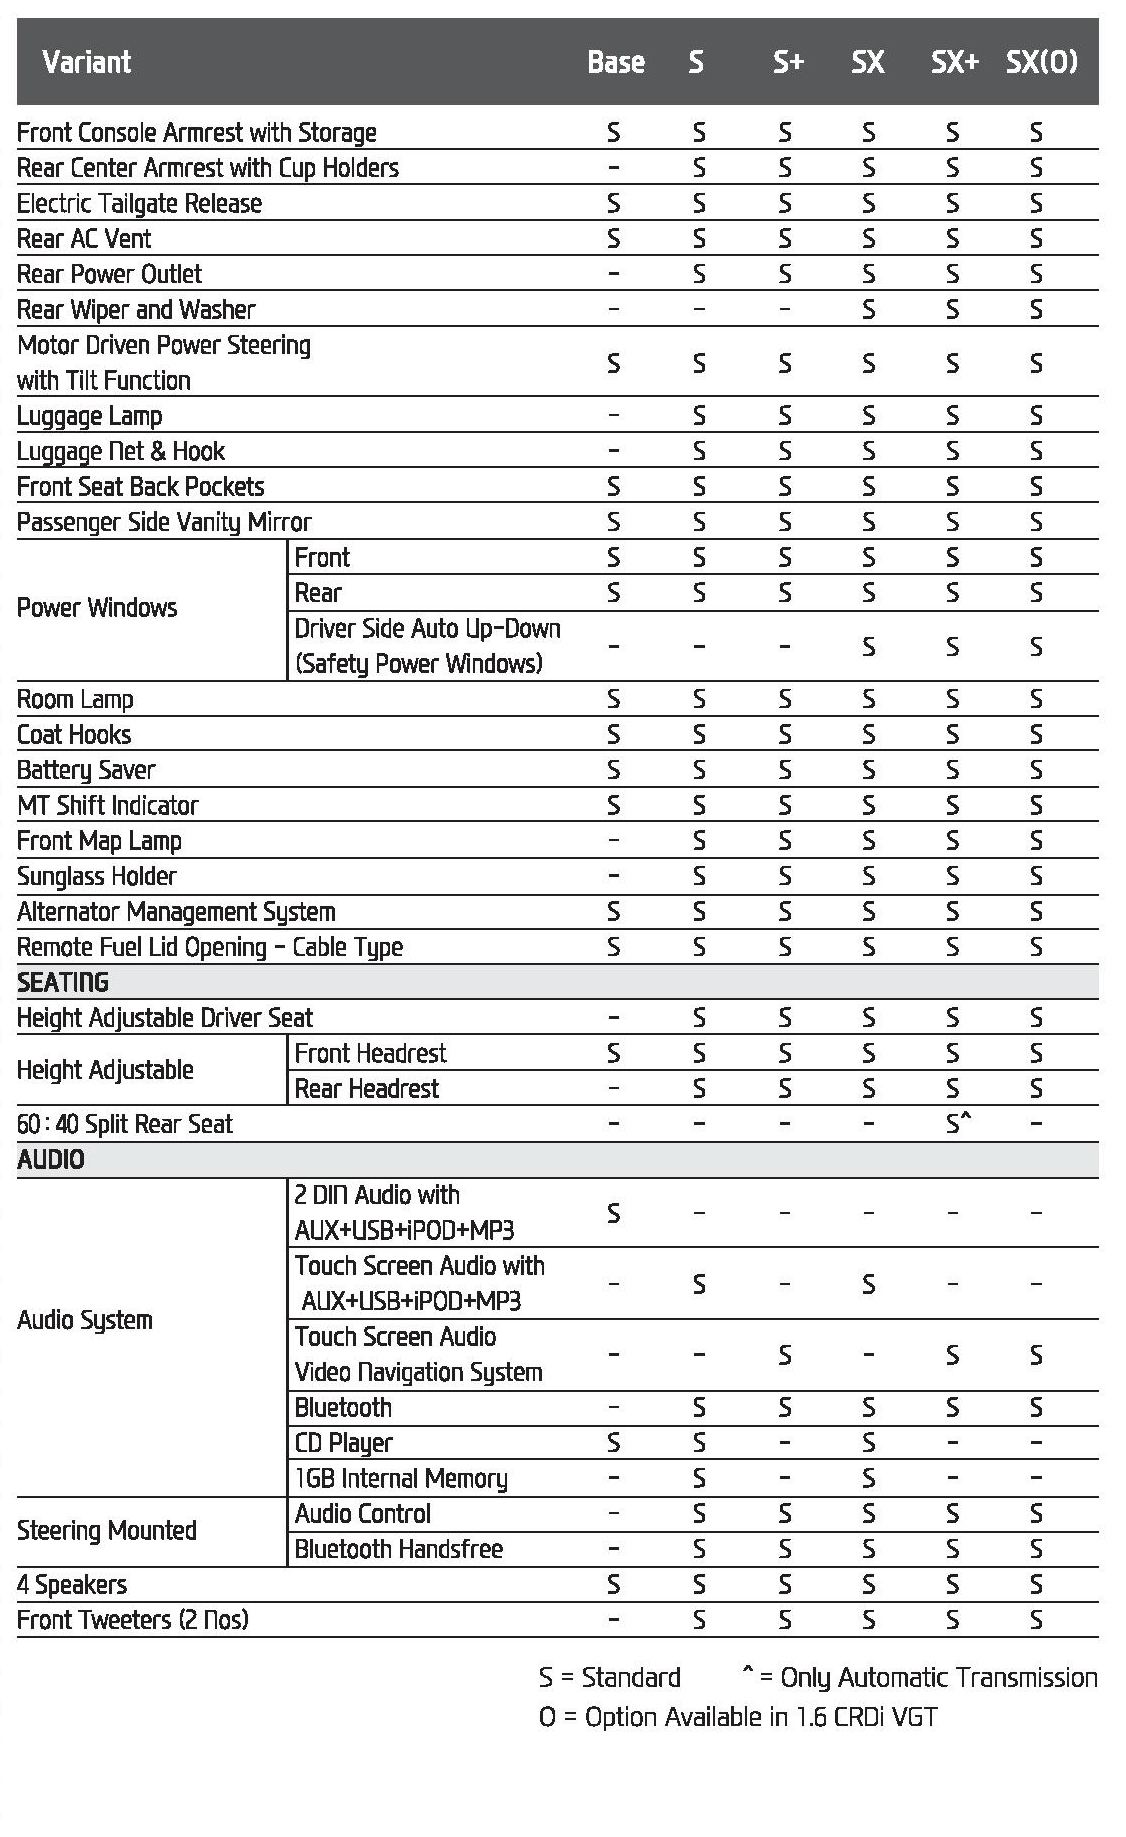 Variant Base S S+ SX SX+ SX(O)
Front Console Armrest with Storage S S S S S S
Rear Center Armrest with Cup Holders - S S S S S
Electric Tailgate Release S S S S S S
Rear AC Vent S S S S S S
Rear Power Outlet - S S S S S
Rear Wiper and Washer - - - S S S
Motor Driven Power Steering
with Tilt Function S S S S S S
Luggage Lamp - S S S S S
Luggage Net & Hook - S S S S S
Front Seat Back Pockets S S S S S S
Passenger Side Vanity Mirror S S S S S S
Power Windows
Front S S S S S S
Rear S S S S S S
Driver Side Auto Up-Down
(Safety Power Windows) - - - S S S
Room Lamp S S S S S S
Coat Hooks S S S S S S
Battery Saver S S S S S S
MT Shift Indicator S S S S S S
Front Map Lamp - S S S S S
Sunglass Holder - S S S S S
Alternator Management System S S S S S S
Remote Fuel Lid Opening - Cable Type S S S S S S
SEATING
Height Adjustable Driver Seat - S S S S S
Height Adjustable
Front Headrest S S S S S S
Rear Headrest - S S S S S
60 : 40 Split Rear Seat - - - - S^ -
AUDIO
Audio System
2 DIN Audio with
AUX+USB+iPOD+MP3 S - - - - -
Touch Screen Audio with
AUX+USB+iPOD+MP3 - S - S - -
Touch Screen Audio
Video Navigation System - - S - S S
Bluetooth - S S S S S
CD Player S S - S - -
1GB Internal Memory - S - S - -
Steering Mounted
Audio Control - S S S S S
Bluetooth Handsfree - S S S S S
4 Speakers S S S S S S
Front Tweeters (2 Nos) - S S S S S
S = Standard ^ = Only Automatic Transmission
O = Option Available in 1.6 CRDi VGT